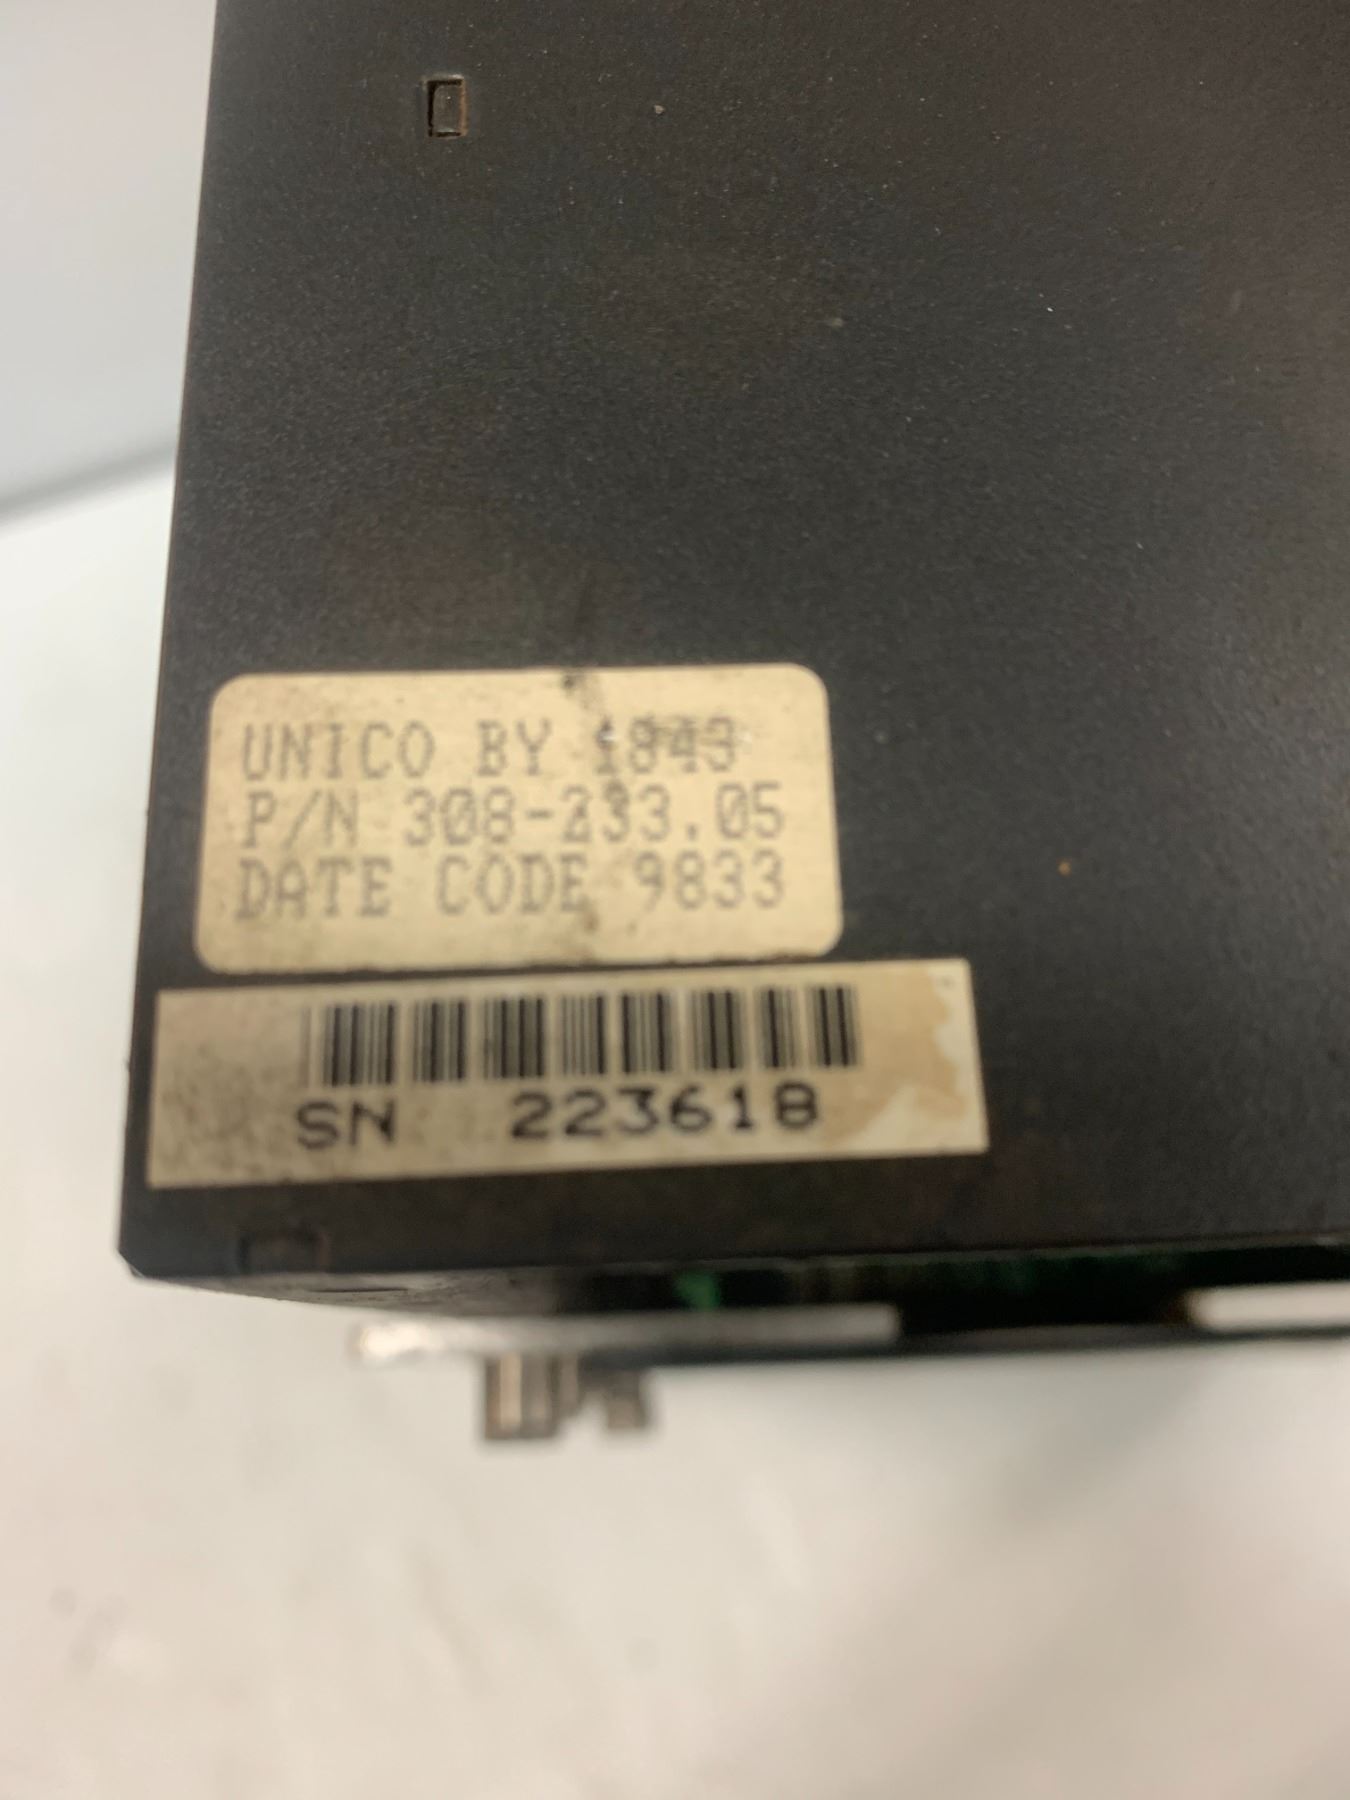 UNICO BY 1843
P/N 308-233.05
DATE CODE 9833
SN 223618